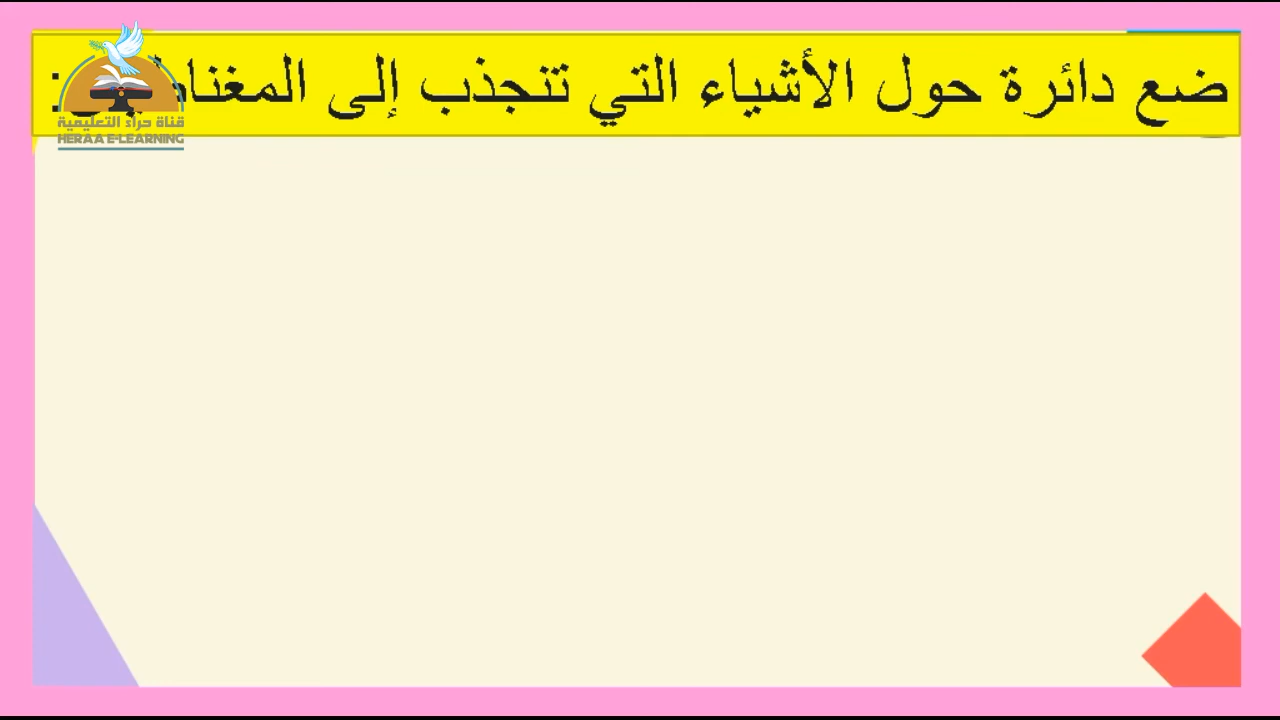 ضع دائرة حول الأشياء التي تنجذب إلى المغناطيس:
قناة حراء التعليمية
HERAA E-LEARNING